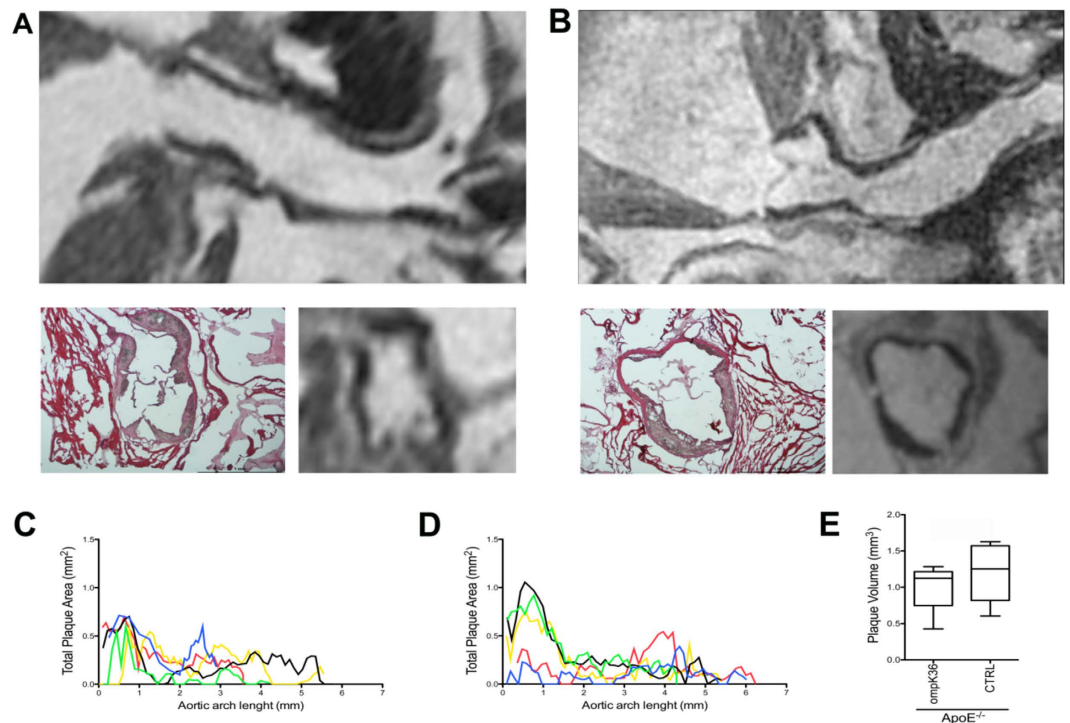 A
B
C
D
E
Total Plaque Area (mm²)
1.5
1.0
0.5
0.0
0 1 2 3 4 5 6 7
Aortic arch lenght (mm)
Total Plaque Area (mm²)
1.5
1.0
0.5
0.0
0 1 2 3 4 5 6 7
Aortic arch lenght (mm)
Plaque Volume (mm³)
2.0
1.5
1.0
0.5
0.0
ompK36
CTRL
ApoE⁻/⁻